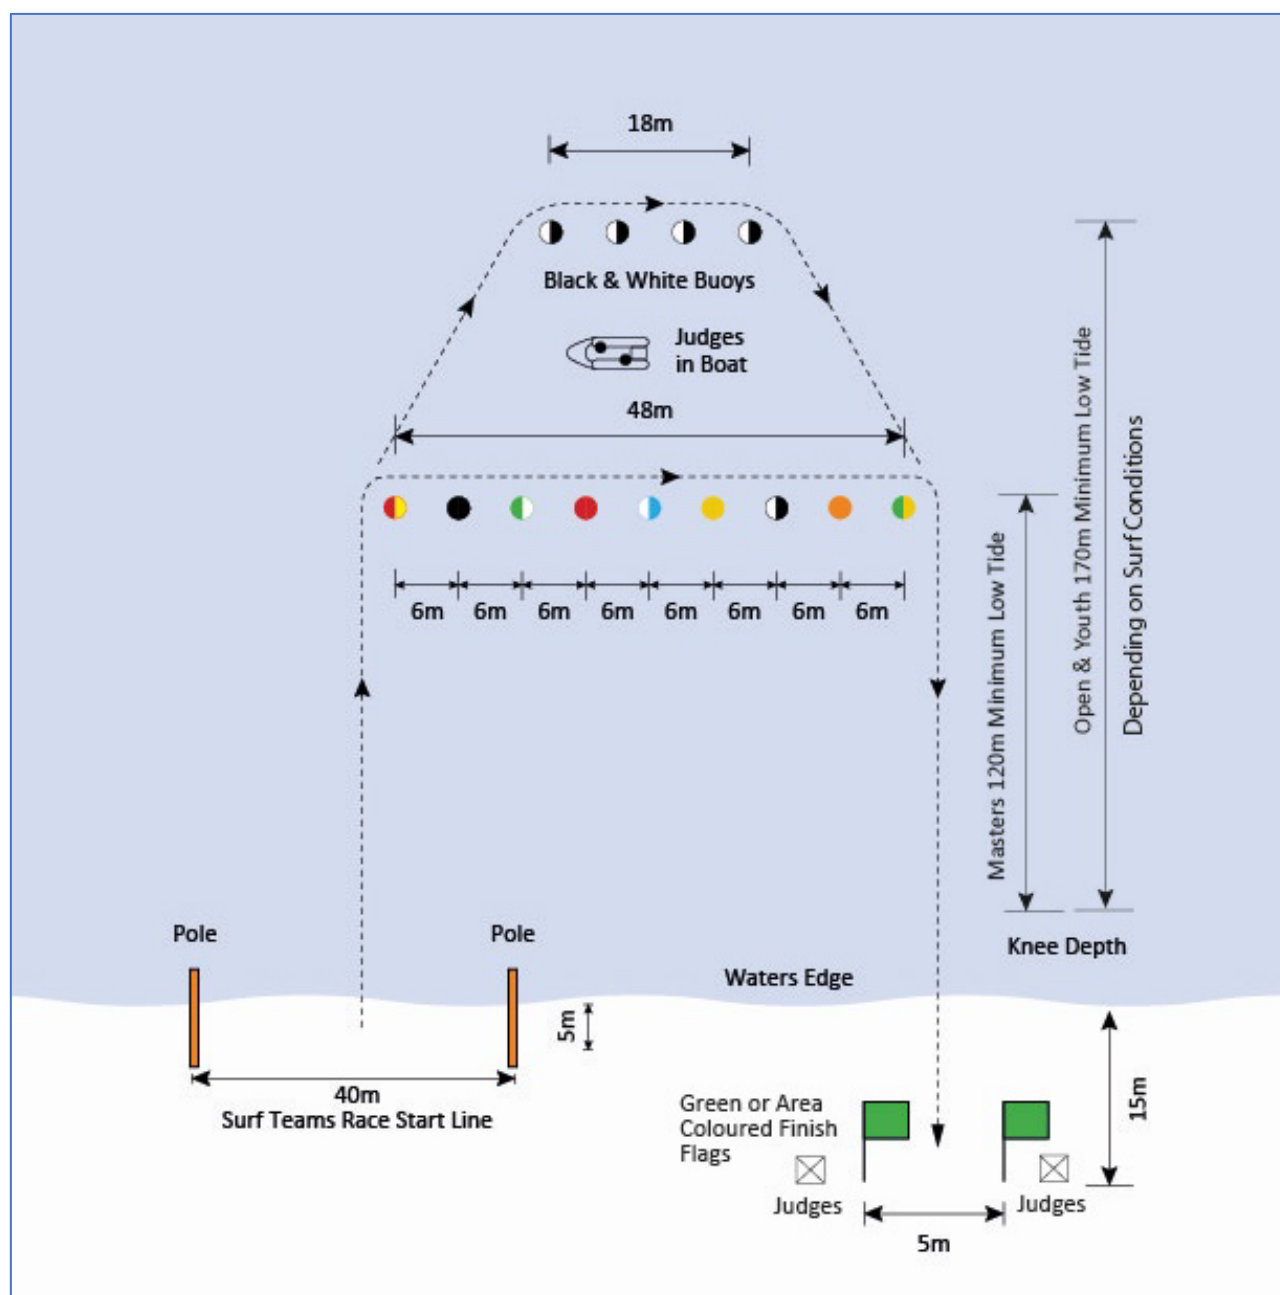 18m
Black & White Buoys
Judges
in Boat
48m
6m 6m 6m 6m 6m 6m 6m 6m
Masters 120m Minimum Low Tide
Open & Youth 170m Minimum Low Tide
Depending on Surf Conditions
Pole
Pole
Knee Depth
Waters Edge
5m
40m
Surf Teams Race Start Line
Green or Area
Coloured Finish
Flags
Judges
Judges
15m
5m